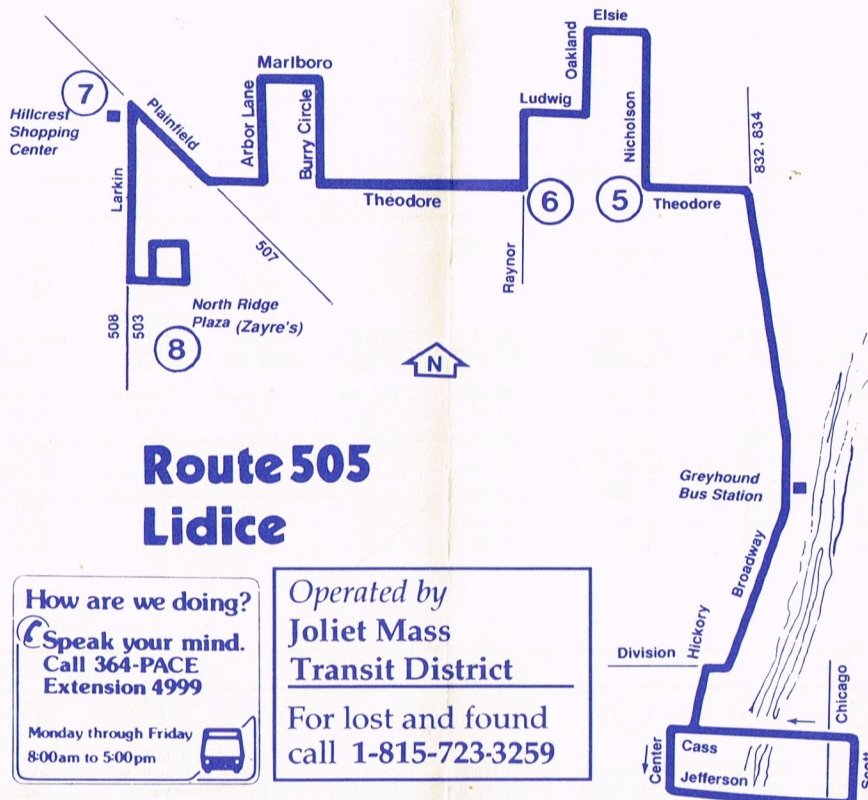 Elsie
Oakland
Marlboro
7
Hillcrest
Shopping
Center
Plainfield
Arbor Lane
Burry Circle
Ludwig
Nicholson
832, 834
Larkin
Theodore
6
5
Theodore
Raynor
507
North Ridge
Plaza (Zayre's)
508
503
8
N
Route 505
Lidice
Greyhound
Bus Station
Broadway
Hickory
Division
Chicago
Center
Cass
Jefferson
Scott
How are we doing?
Speak your mind.
Call 364-PACE
Extension 4999
Monday through Friday
8:00am to 5:00pm
Operated by
Joliet Mass
Transit District
For lost and found
call 1-815-723-3259